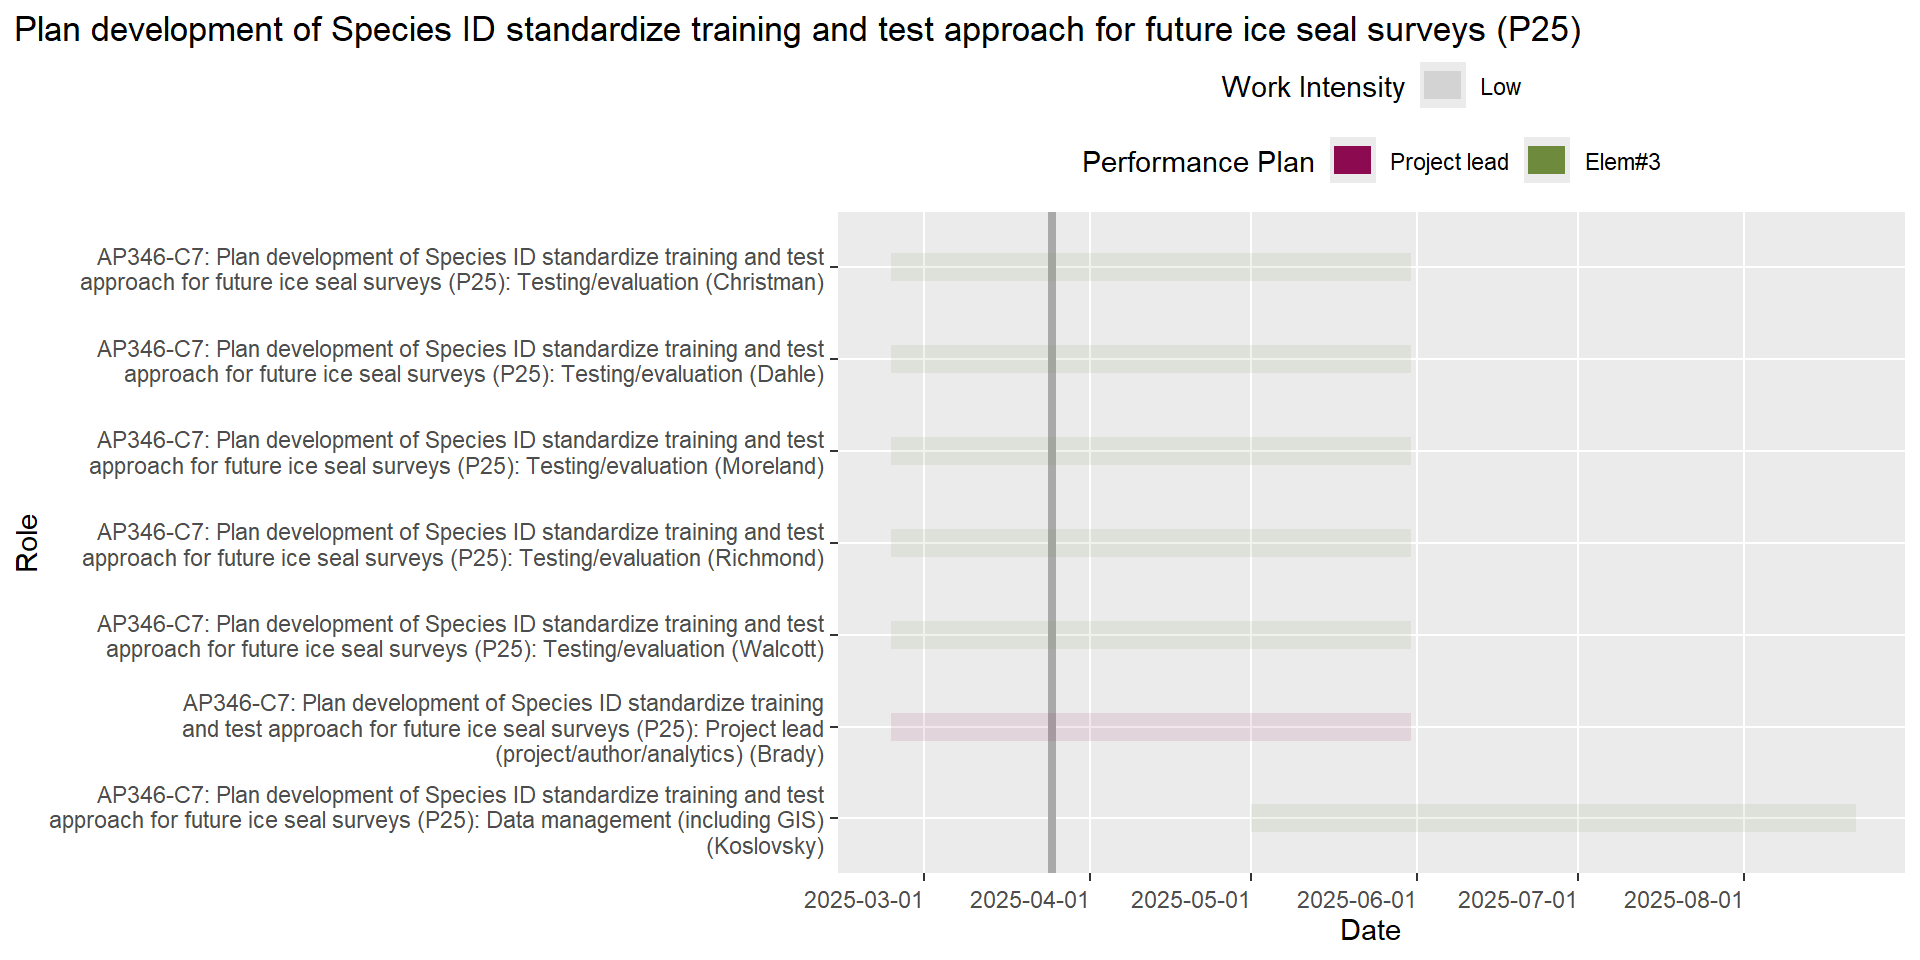 Plan development of Species ID standardize training and test approach for future ice seal surveys (P25)
Work Intensity Low
Performance Plan Project lead Elem#3
AP346-C7: Plan development of Species ID standardize training and test
approach for future ice seal surveys (P25): Testing/evaluation (Christman)
AP346-C7: Plan development of Species ID standardize training and test
approach for future ice seal surveys (P25): Testing/evaluation (Dahle)
AP346-C7: Plan development of Species ID standardize training and test
approach for future ice seal surveys (P25): Testing/evaluation (Moreland)
AP346-C7: Plan development of Species ID standardize training and test
approach for future ice seal surveys (P25): Testing/evaluation (Richmond)
AP346-C7: Plan development of Species ID standardize training and test
approach for future ice seal surveys (P25): Testing/evaluation (Walcott)
AP346-C7: Plan development of Species ID standardize training
and test approach for future ice seal surveys (P25): Project lead
(project/author/analytics) (Brady)
AP346-C7: Plan development of Species ID standardize training and test
approach for future ice seal surveys (P25): Data management (including GIS)
(Koslovsky)
Role
2025-03-01 2025-04-01 2025-05-01 2025-06-01 2025-07-01 2025-08-01
Date